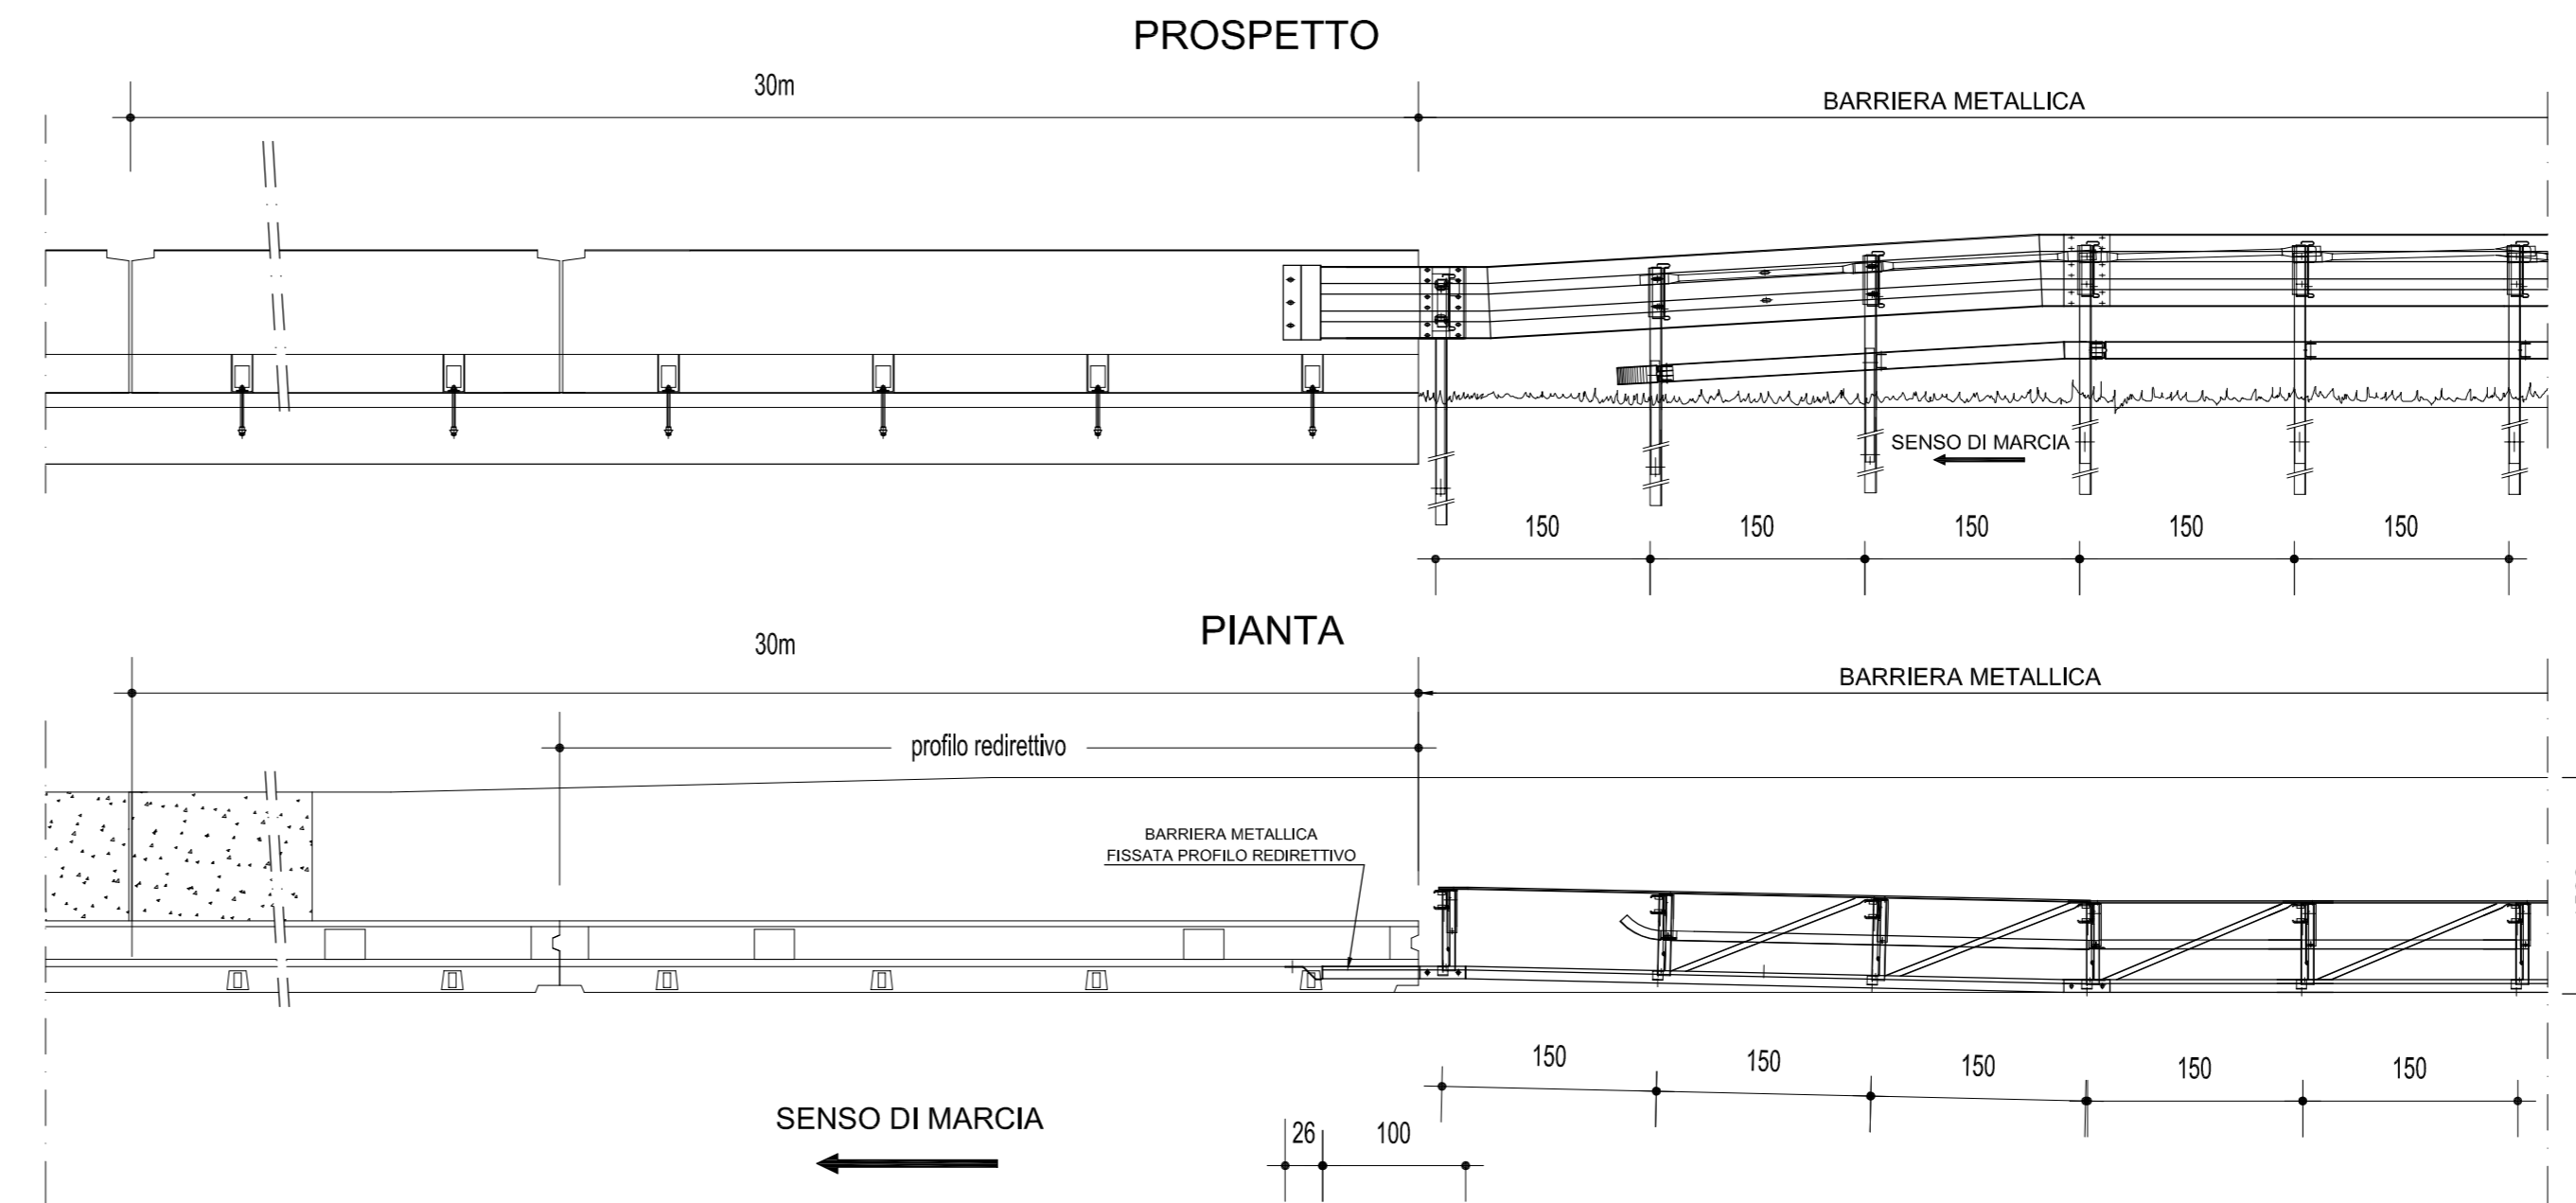 PROSPETTO
30m
BARRIERA METALLICA
SENSO DI MARCIA
150 150 150 150 150
PIANTA
30m
BARRIERA METALLICA
profilo redirettivo
BARRIERA METALLICA
FISSATA PROFILO REDIRETTIVO
150 150 150 150 150
SENSO DI MARCIA
26 100